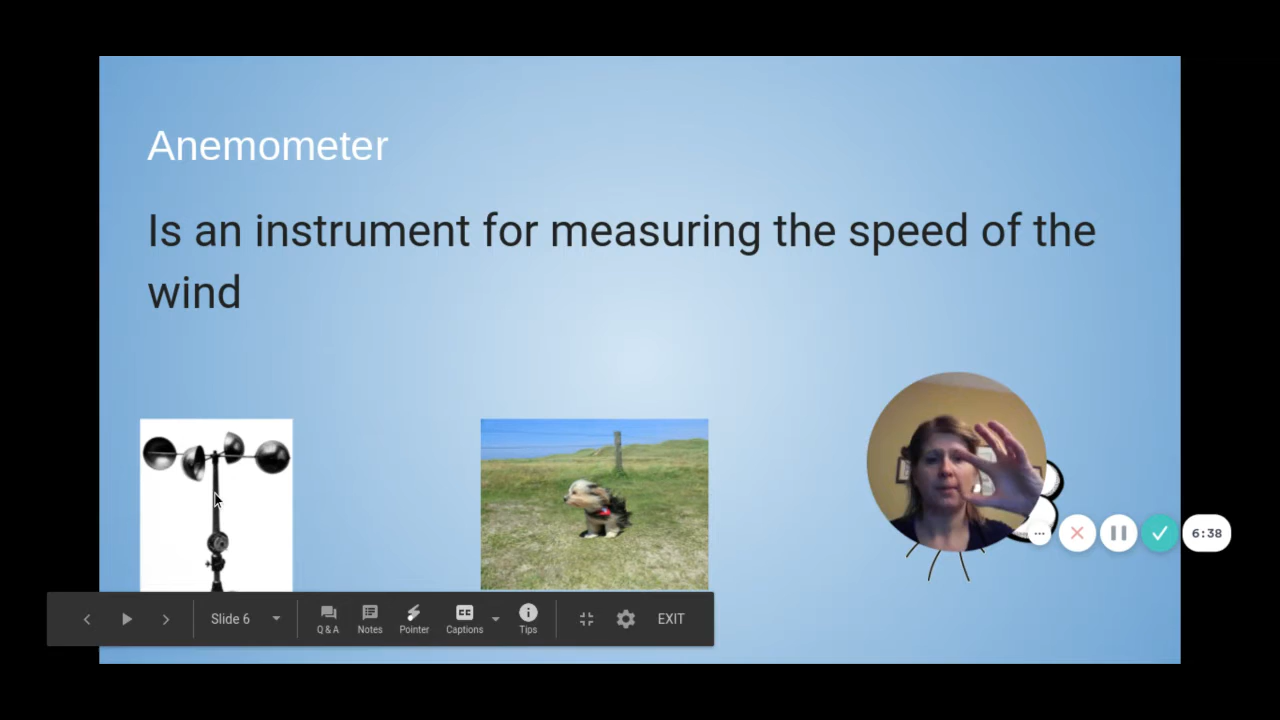 Anemometer
Is an instrument for measuring the speed of the
wind
6:38
Slide 6
Q & A
Notes
Pointer
Captions
Tips
EXIT